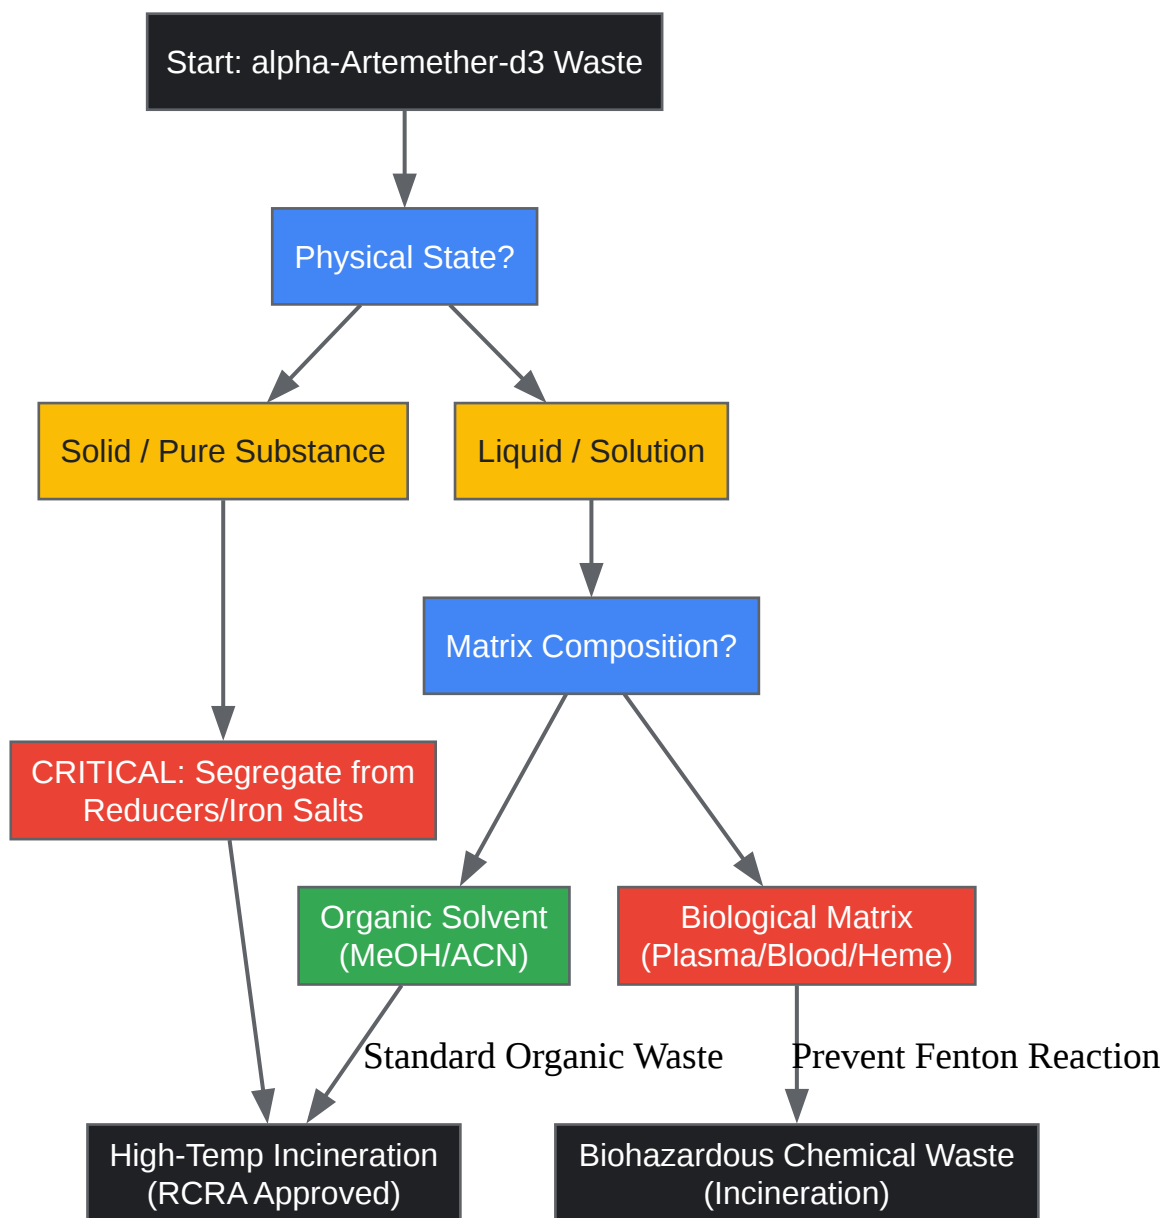 Start: alpha-Artemether-d3 Waste
Physical State?
Solid / Pure Substance
Liquid / Solution
Matrix Composition?
CRITICAL: Segregate from
Reducers/Iron Salts
Organic Solvent
(MeOH/ACN)
Biological Matrix
(Plasma/Blood/Heme)
Standard Organic Waste
Prevent Fenton Reaction
High-Temp Incineration
(RCRA Approved)
Biohazardous Chemical Waste
(Incineration)